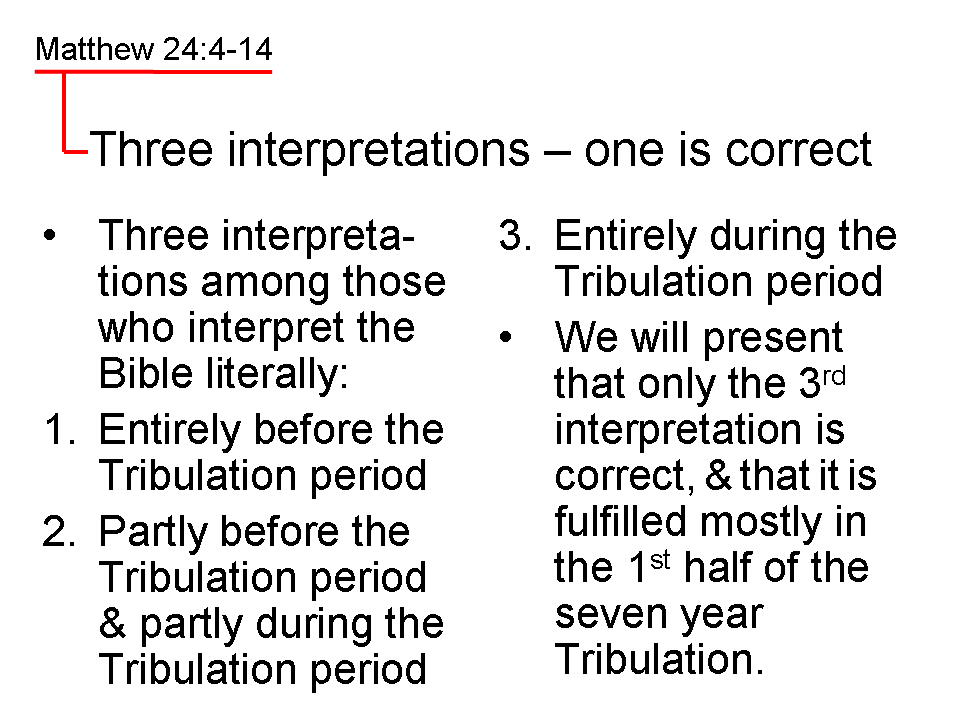 Matthew 24:4-14
Three interpretations – one is correct
• Three interpreta-
tions among those
who interpret the
Bible literally:
1. Entirely before the
Tribulation period
2. Partly before the
Tribulation period
& partly during the
Tribulation period
3. Entirely during the
Tribulation period
• We will present
that only the 3rd
interpretation is
correct, & that it is
fulfilled mostly in
the 1st half of the
seven year
Tribulation.